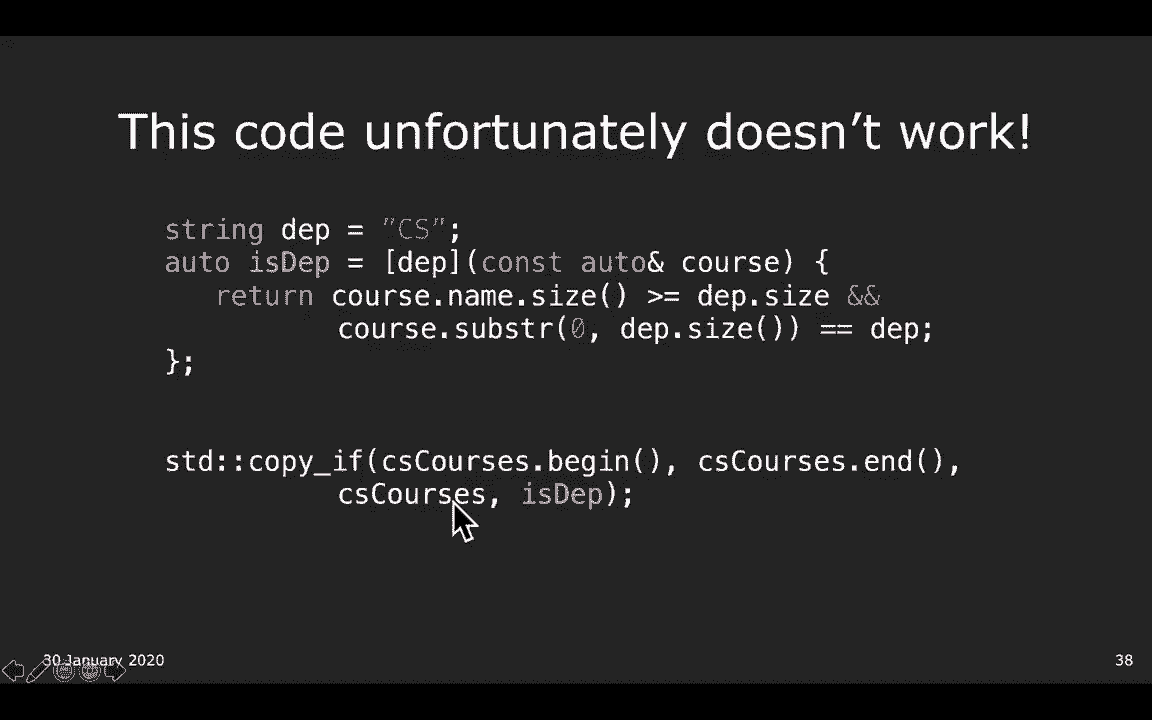 This code unfortunately doesn’t work!
string dep = ”CS”;
auto isDep = [dep](const auto& course) {
return course.name.size() >= dep.size &&
course.substr(0, dep.size()) == dep;
};
std::copy_if(csCourses.begin(), csCourses.end(),
csCourses, isDep);
30 January 2020
38